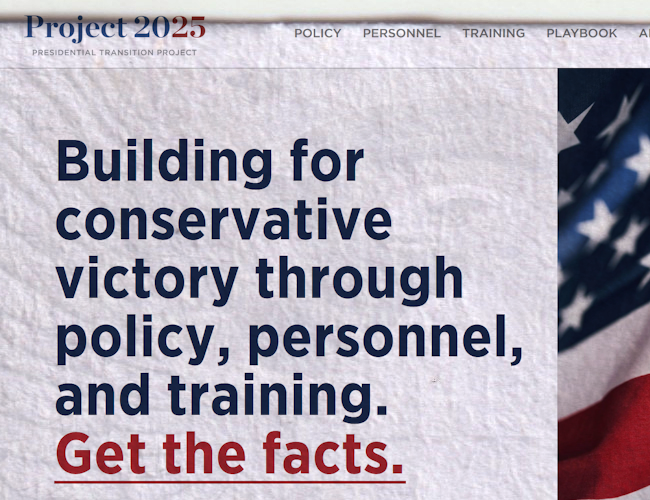 Project 2025
PRESIDENTIAL TRANSITION PROJECT
POLICY PERSONNEL TRAINING PLAYBOOK
Building for
conservative
victory through
policy, personnel,
and training.
Get the facts.